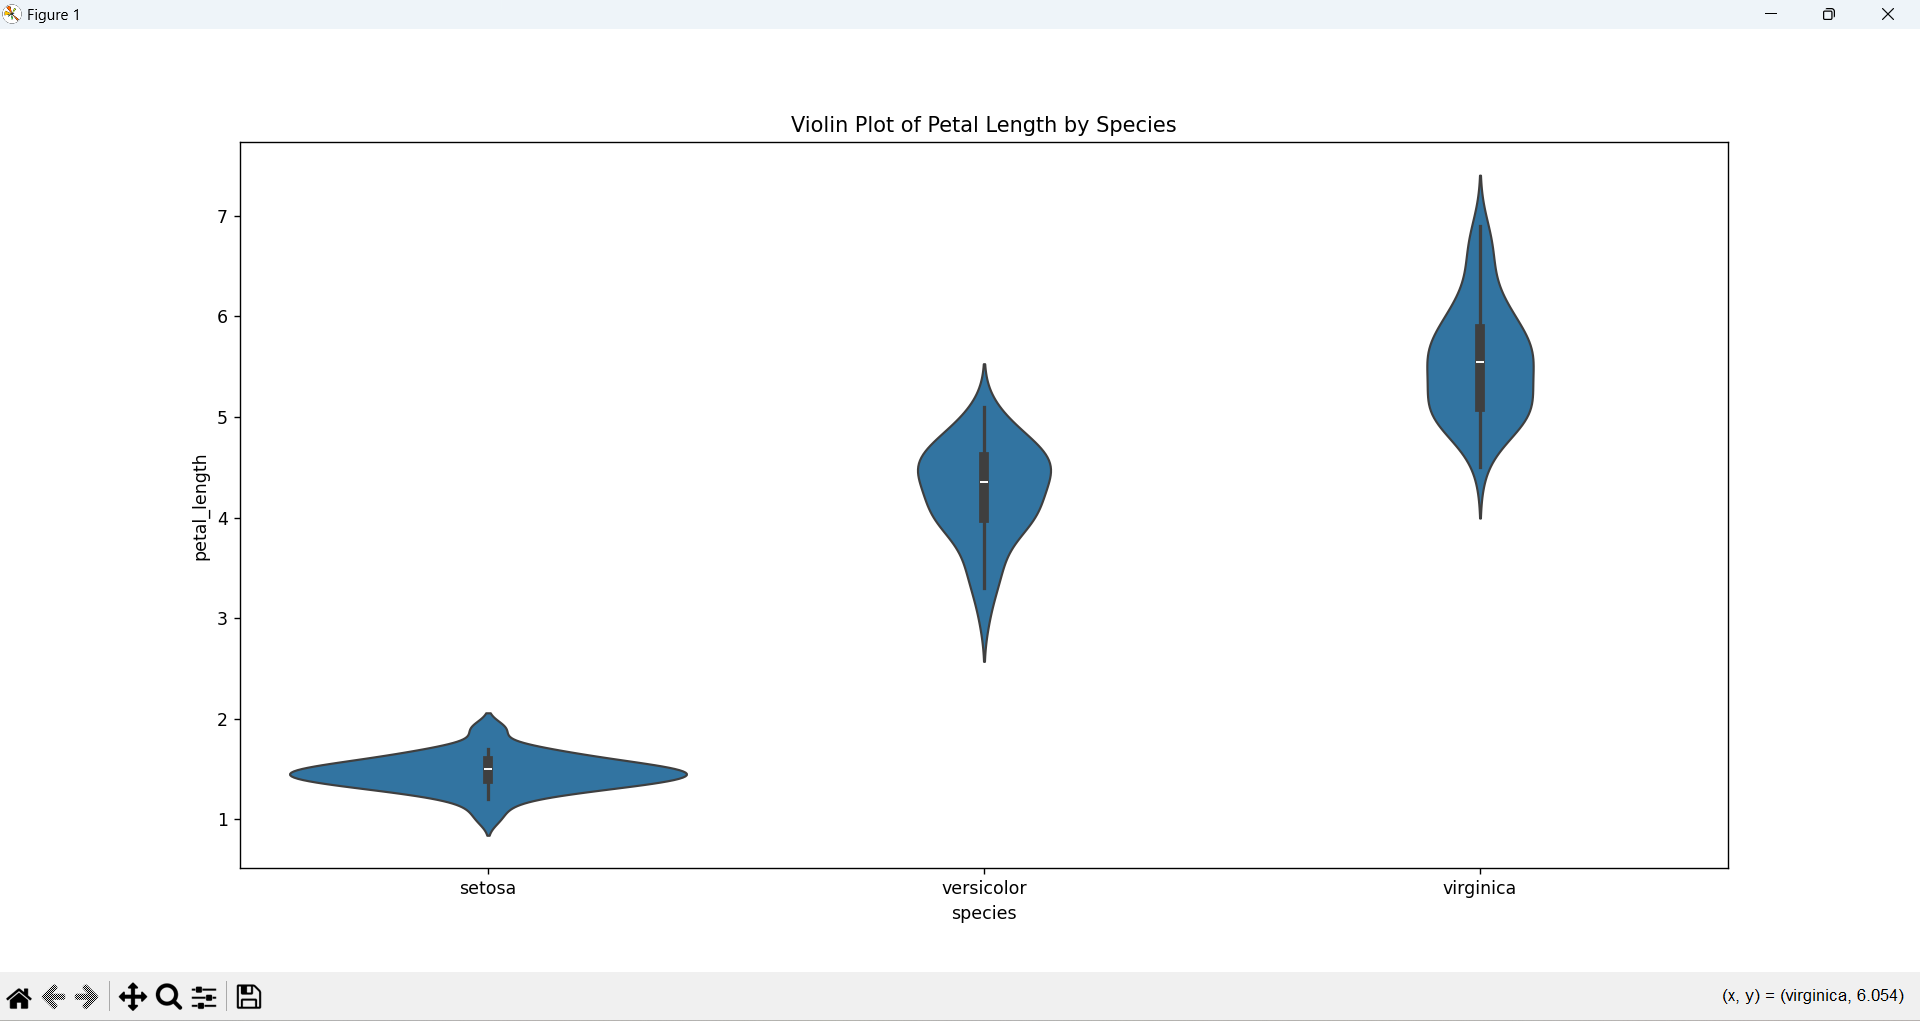 Figure 1
Violin Plot of Petal Length by Species
7
6
5
4
3
2
1
petal_length
setosa versicolor virginica
species
(x, y) = (virginica, 6.054)